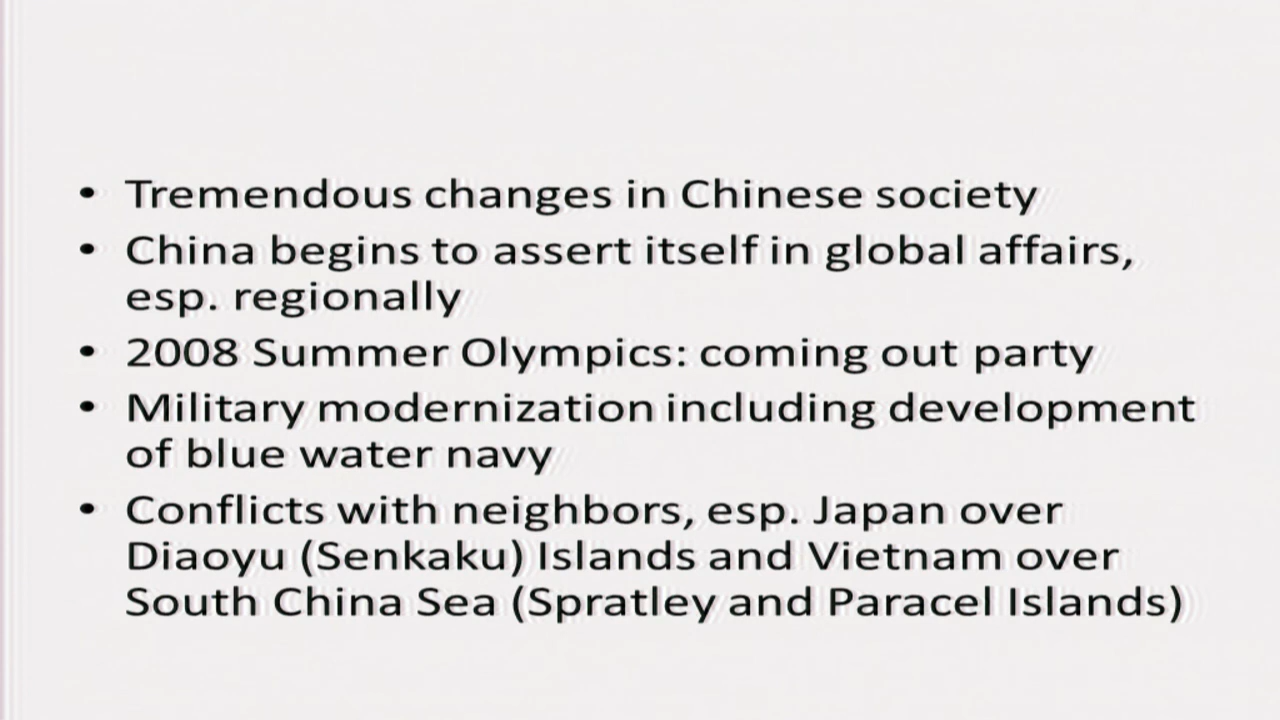 • Tremendous changes in Chinese society
• China begins to assert itself in global affairs,
esp. regionally
• 2008 Summer Olympics: coming out party
• Military modernization including development
of blue water navy
• Conflicts with neighbors, esp. Japan over
Diaoyu (Senkaku) Islands and Vietnam over
South China Sea (Spratley and Paracel Islands)